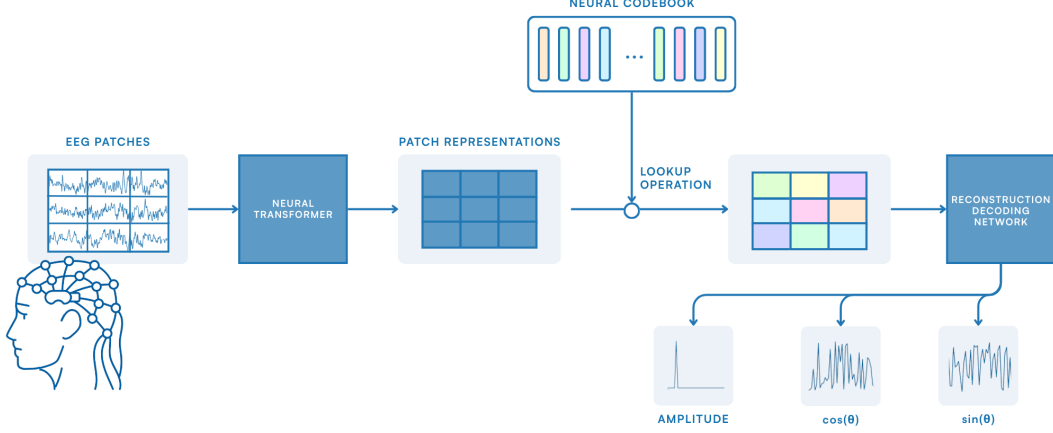 NEURAL CODEBOOK
...
EEG PATCHES
PATCH REPRESENTATIONS
LOOKUP
OPERATION
NEURAL
TRANSFORMER
RECONSTRUCTION
DECODING
NETWORK
AMPLITUDE
cos(θ)
sin(θ)